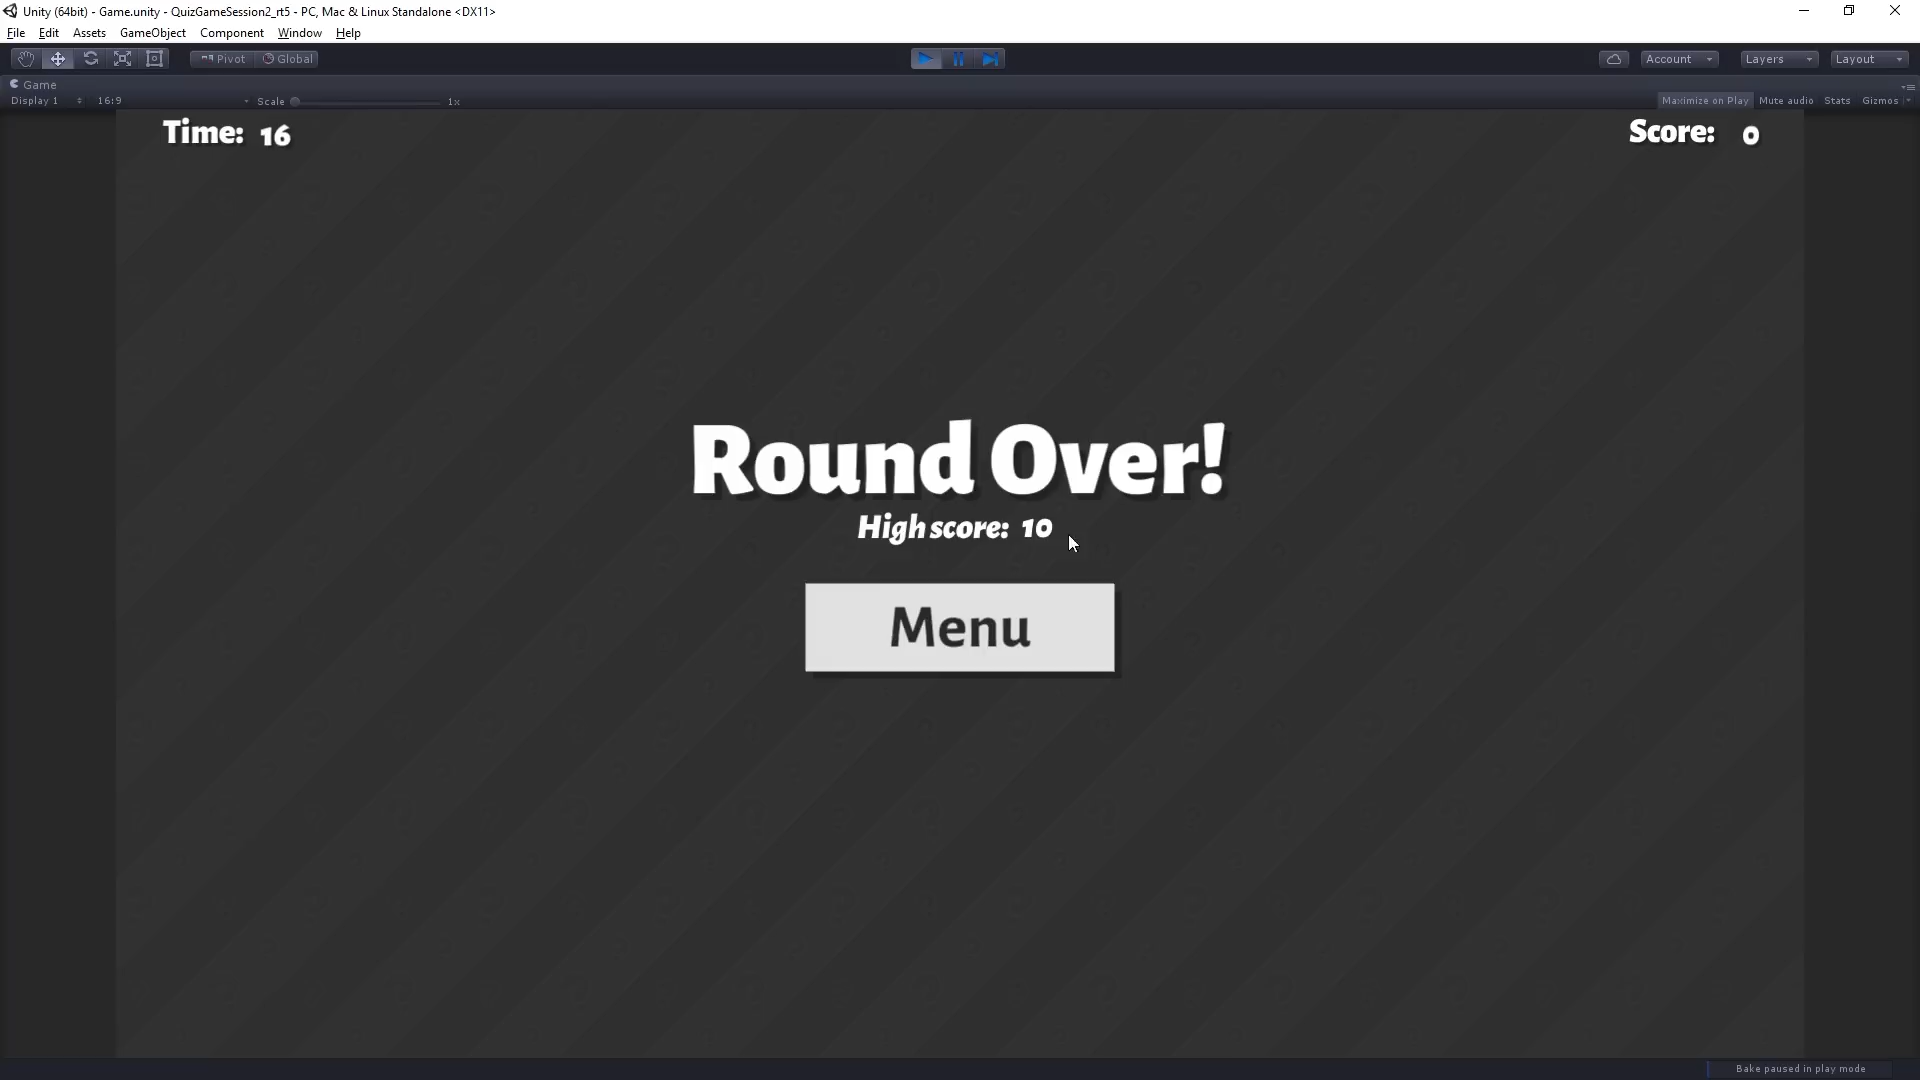 Unity (64bit) - Game.unity - QuizGameSession2_rt5 - PC, Mac & Linux Standalone <DX11>
File Edit Assets GameObject Component Window Help
Pivot Global Account Layers Layout
Game
Display 1 16:9 Scale 1x Maximize on Play Mute audio Stats Gizmos
Time: 16 Score: 0
Round Over!
High score: 10
Menu
Bake paused in play mode